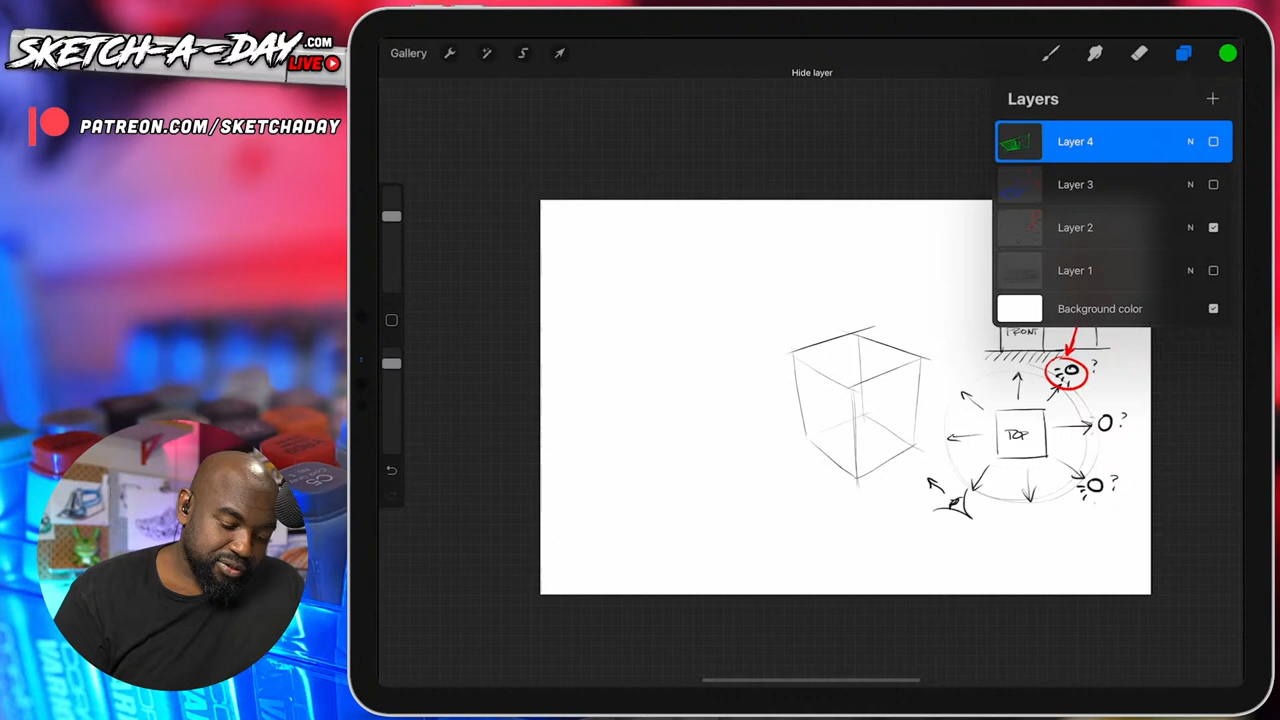 SKETCH-A-DAY.COM
LIVE
PATREON.COM/SKETCHADAY
Gallery
Hide layer
Layers
Layer 4 N
Layer 3 N
Layer 2 N
Layer 1 N
Background color
FRONT
?
TOP
?
?